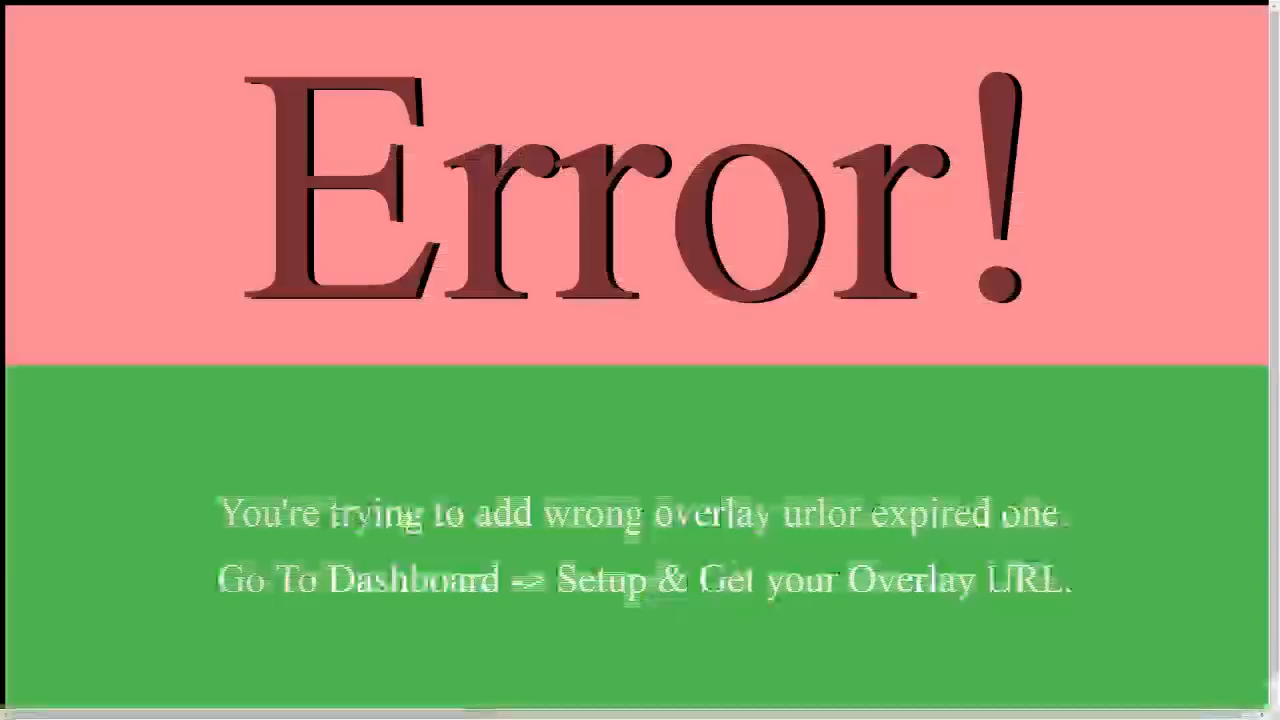 Error!
You're trying to add wrong overlay urlor expired one.
Go To Dashboard => Setup & Get your Overlay URL.